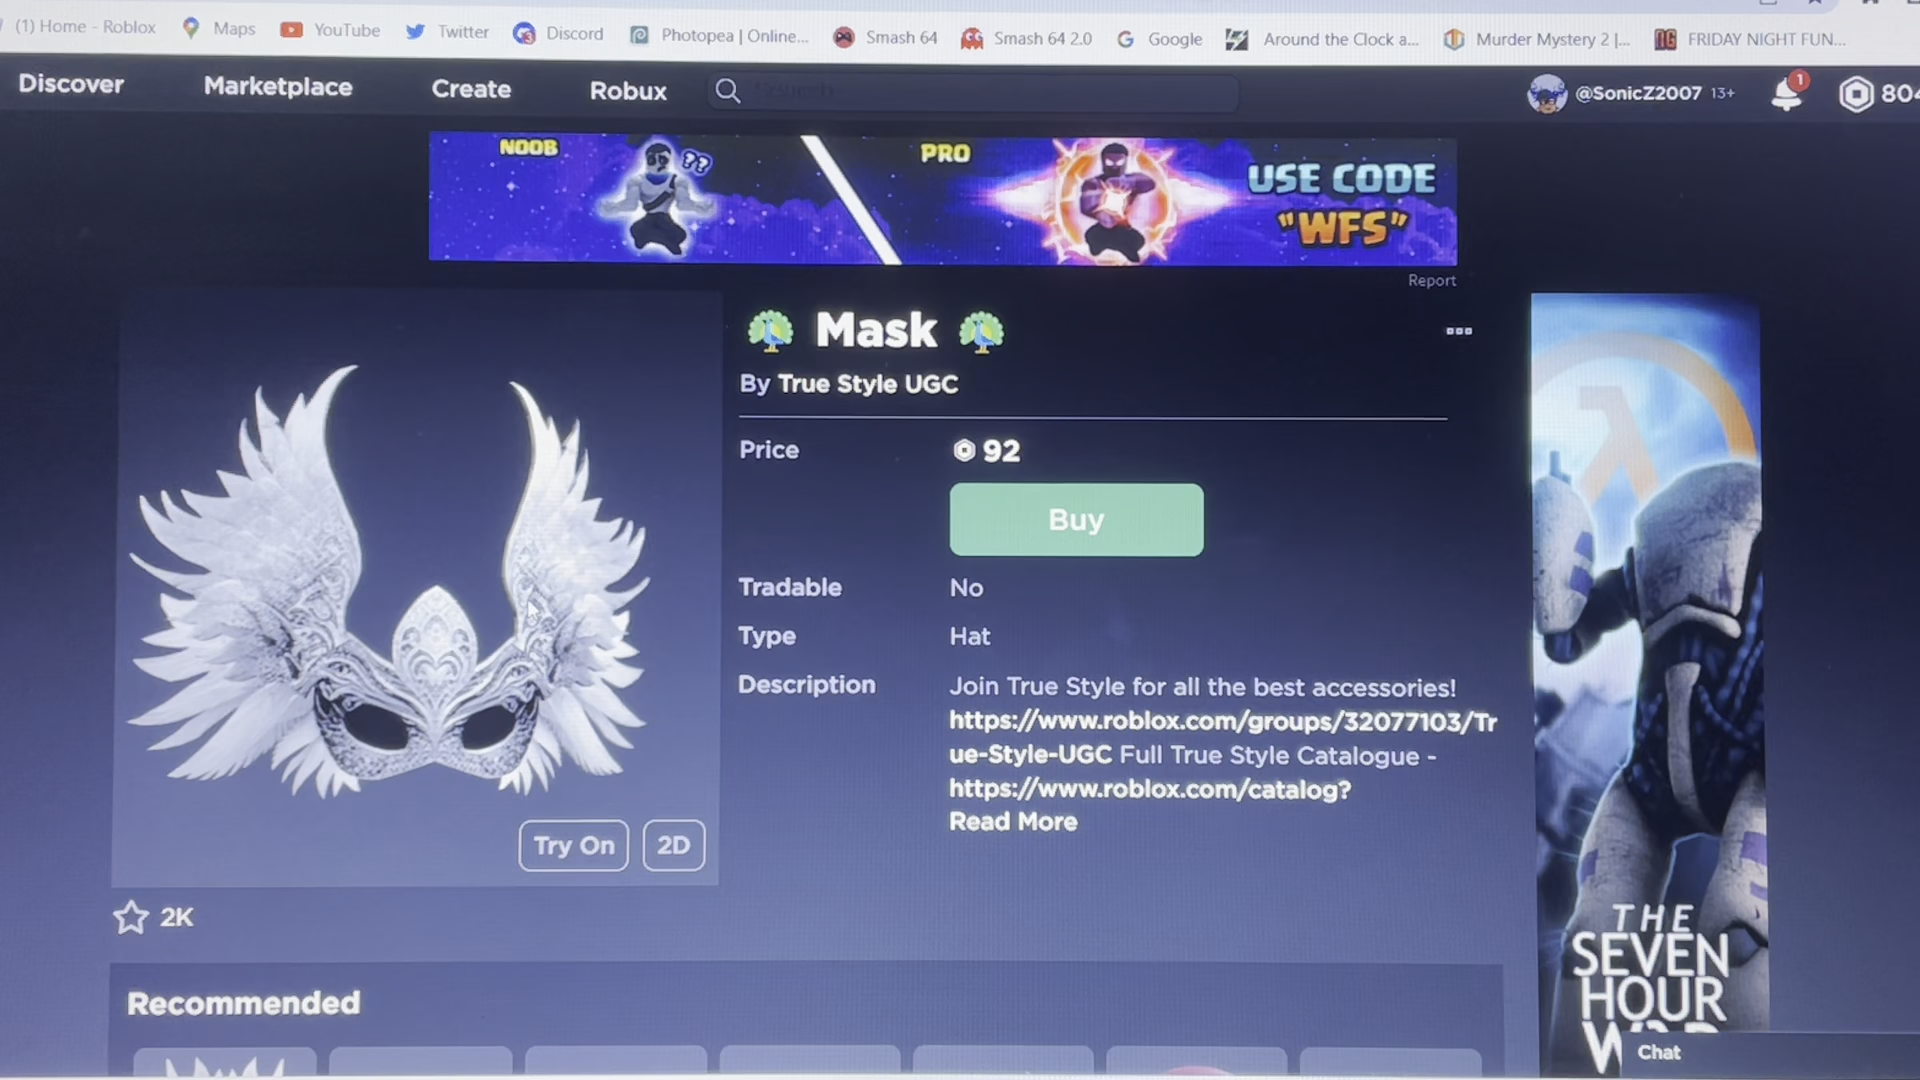 (1) Home - Roblox Maps YouTube Twitter Discord Photopea | Online... Smash 64 Smash 64 2.0 Google Around the Clock a... Murder Mystery 2 |... FRIDAY NIGHT FUN...
Discover Marketplace Create Robux @SonicZ2007 13+ 1
NOOB ?? PRO USE CODE
"WFS"
Report
Mask
By True Style UGC
Price 92
Buy
Tradable No
Type Hat
Description Join True Style for all the best accessories!
https://www.roblox.com/groups/32077103/Tr
ue-Style-UGC Full True Style Catalogue -
https://www.roblox.com/catalog?
Read More
Try On 2D
2K
THE
SEVEN
HOUR
Recommended
Chat